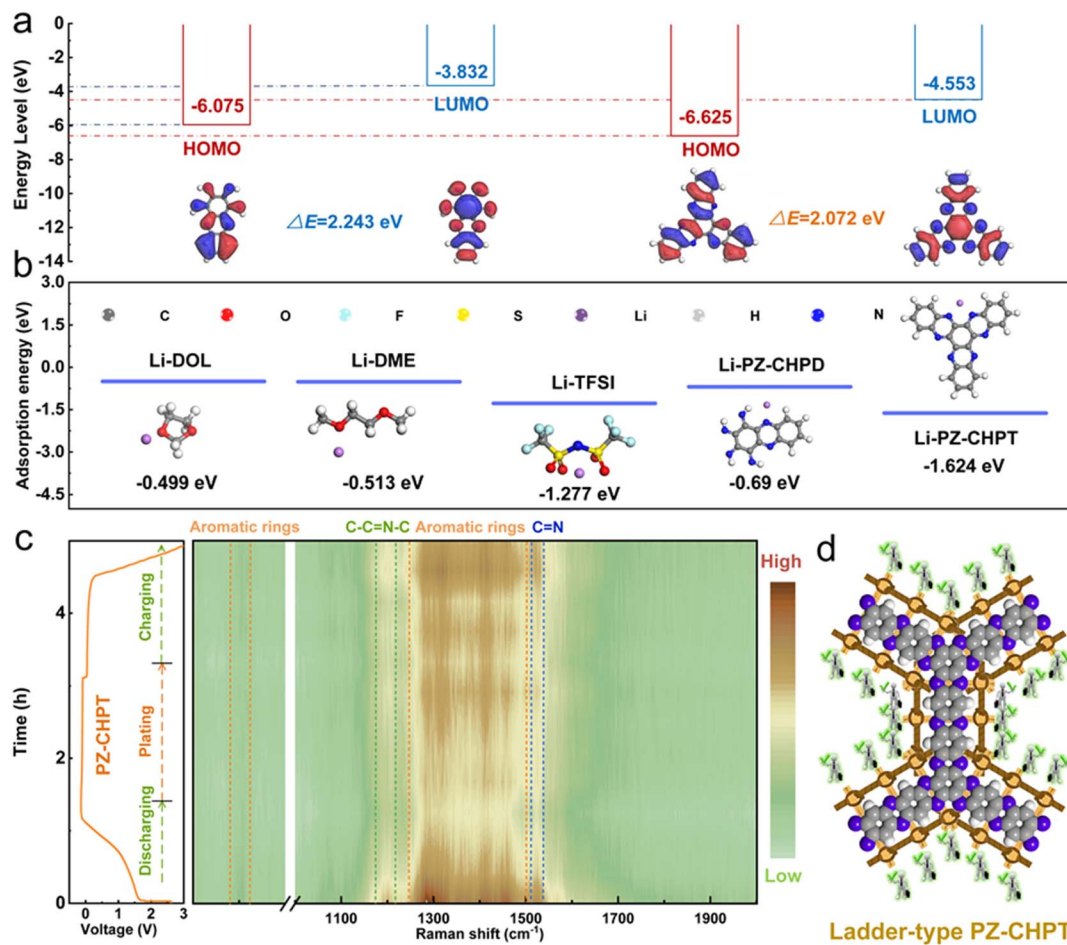 a
0
-2
-4
-6
-8
-10
-12
-14
Energy Level (eV)
-6.075
HOMO
-3.832
LUMO
-6.625
HOMO
-4.553
LUMO
△E=2.243 eV
△E=2.072 eV
b
3.0
1.5
0.0
-1.5
-3.0
-4.5
Adsorption energy (eV)
C O F S Li H N
Li-DOL
-0.499 eV
Li-DME
-0.513 eV
Li-TFSI
-1.277 eV
Li-PZ-CHPD
-0.69 eV
Li-PZ-CHPT
-1.624 eV
c
Aromatic rings C-C=N-C Aromatic rings C=N
Time (h)
4
2
0
PZ-CHPT
Charging
Plating
Discharging
0 1 2 3
Voltage (V)
1100 1300 1500 1700 1900
Raman shift (cm⁻¹)
High
Low
d
Ladder-type PZ-CHPT